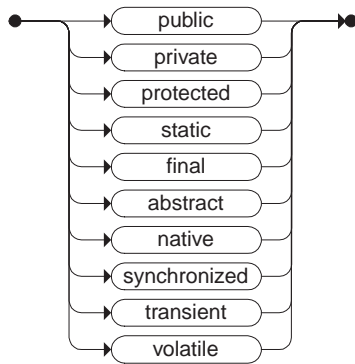 public
private
protected
static
final
abstract
native
synchronized
transient
volatile